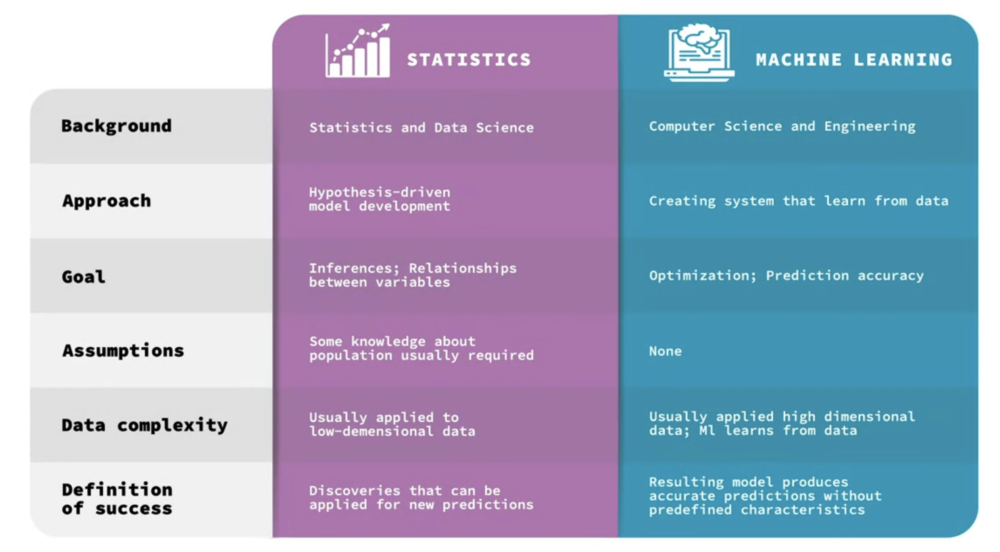 STATISTICS
MACHINE LEARNING
Background
Statistics and Data Science
Computer Science and Engineering
Approach
Hypothesis-driven
model development
Creating system that learn from data
Goal
Inferences; Relationships
between variables
Optimization; Prediction accuracy
Assumptions
Some knowledge about
population usually required
None
Data complexity
Usually applied to
low-demensional data
Usually applied high dimensional
data; Ml learns from data
Definition
of success
Discoveries that can be
applied for new predictions
Resulting model produces
accurate predictions without
predefined characteristics